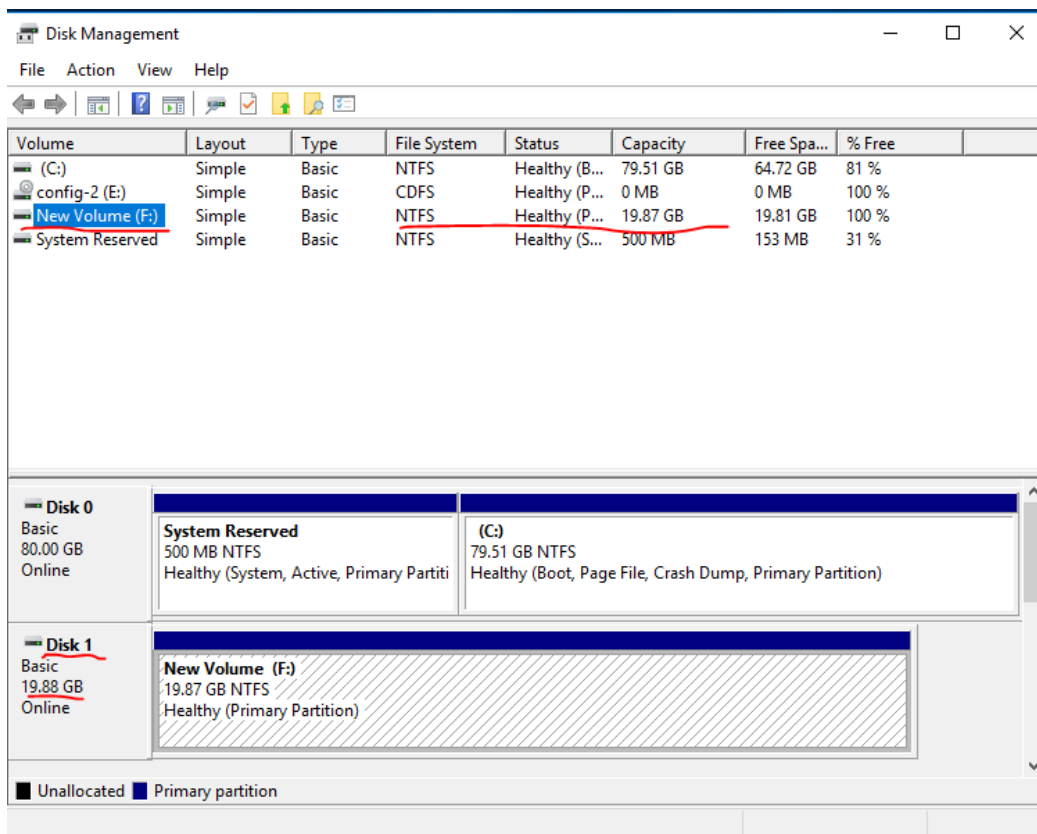 Disk Management
File Action View Help
Volume Layout Type File System Status Capacity Free Spa... % Free
(C:) Simple Basic NTFS Healthy (B... 79.51 GB 64.72 GB 81 %
config-2 (E:) Simple Basic CDFS Healthy (P... 0 MB 0 MB 100 %
New Volume (F:) Simple Basic NTFS Healthy (P... 19.87 GB 19.81 GB 100 %
System Reserved Simple Basic NTFS Healthy (S... 500 MB 153 MB 31 %
Disk 0
Basic
80.00 GB
Online
System Reserved
500 MB NTFS
Healthy (System, Active, Primary Partiti
(C:)
79.51 GB NTFS
Healthy (Boot, Page File, Crash Dump, Primary Partition)
Disk 1
Basic
19.88 GB
Online
New Volume (F:)
19.87 GB NTFS
Healthy (Primary Partition)
Unallocated Primary partition